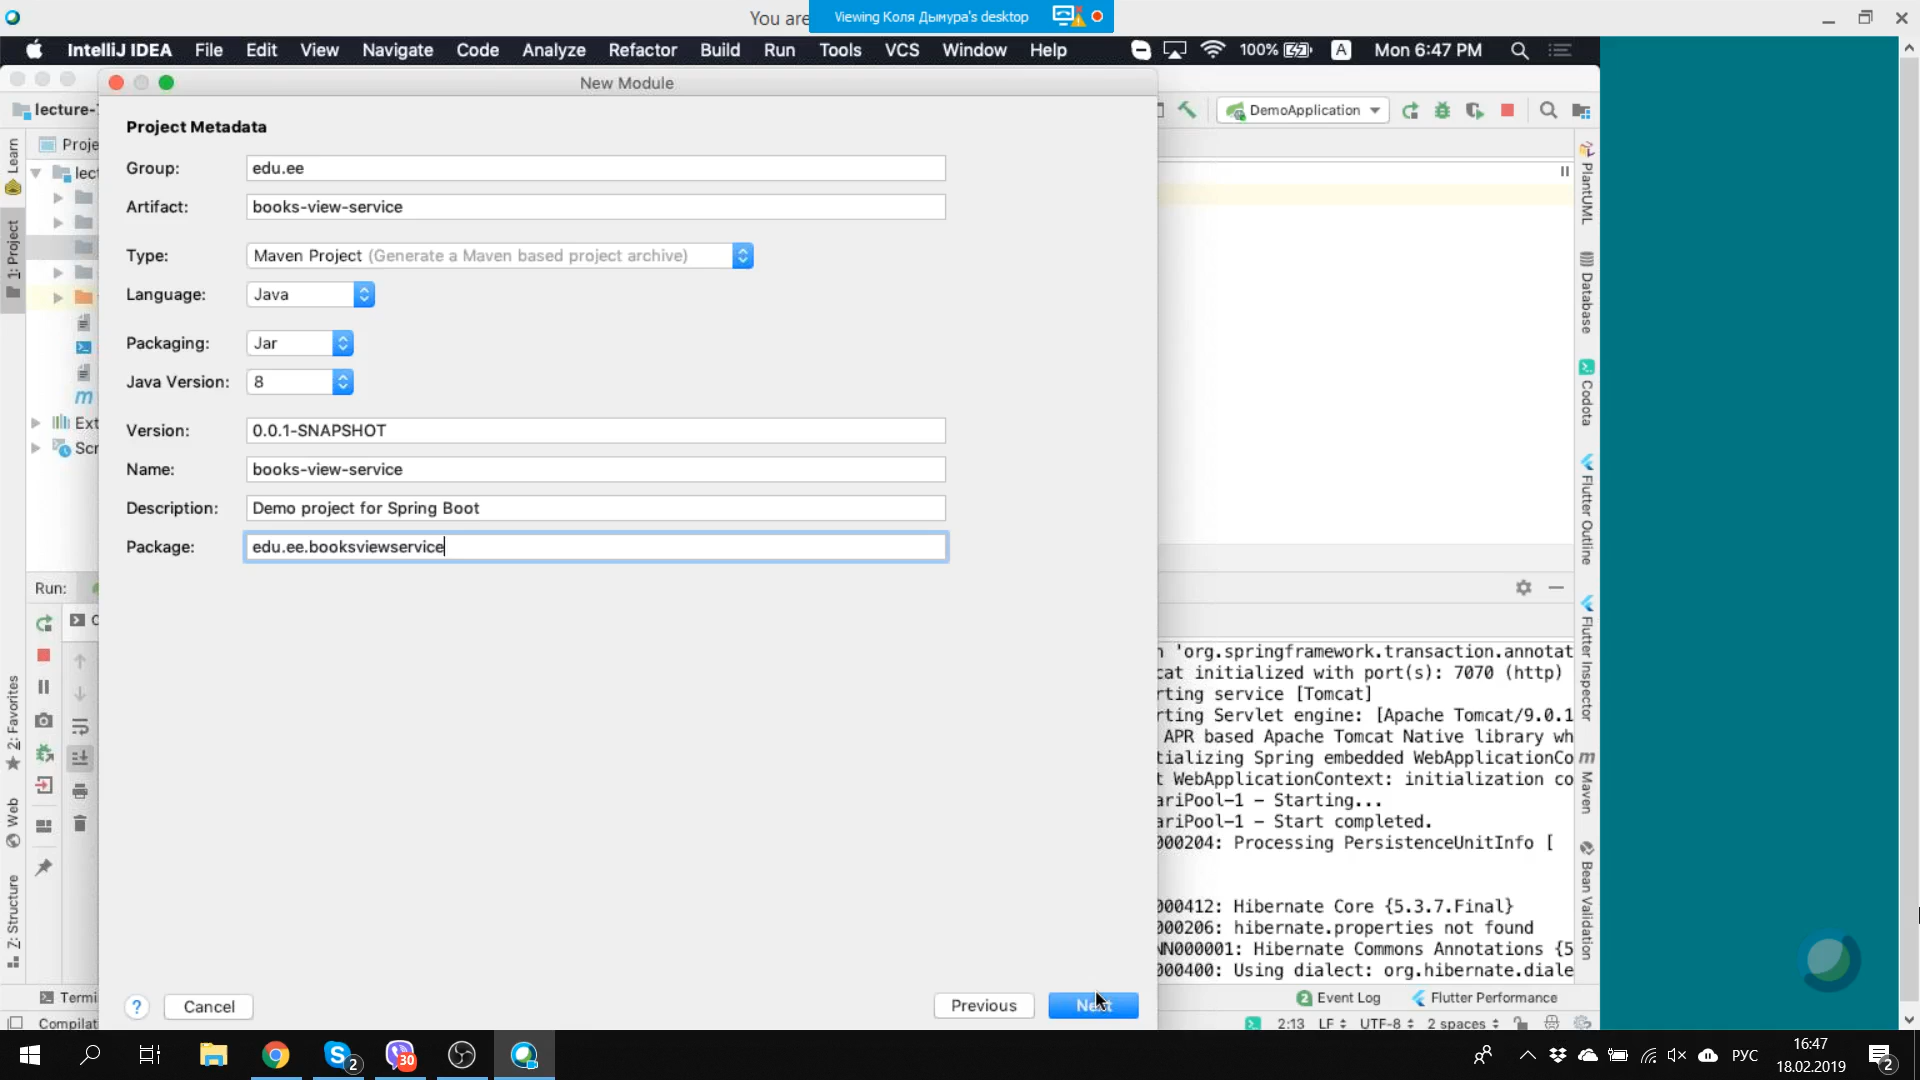 You are
Viewing Коля Дымура's desktop
IntelliJ IDEA File Edit View Navigate Code Analyze Refactor Build Run Tools VCS Window Help
100% A Mon 6:47 PM
New Module
lecture-
DemoApplication
Proje
lect
Ext
Scr
Learn
1: Project
2: Favorites
Web
Z: Structure
Project Metadata
Group: edu.ee
Artifact: books-view-service
Type: Maven Project (Generate a Maven based project archive)
Language: Java
Packaging: Jar
Java Version: 8
Version: 0.0.1-SNAPSHOT
Name: books-view-service
Description: Demo project for Spring Boot
Package: edu.ee.booksviewservice
? Cancel Previous Next
PlantUML
Database
Codota
Flutter Outline
Flutter Inspector
m Maven
Bean Validation
Run:
'org.springframework.transaction.annotat
cat initialized with port(s): 7070 (http)
rting service [Tomcat]
rting Servlet engine: [Apache Tomcat/9.0.1
APR based Apache Tomcat Native library wh
tializing Spring embedded WebApplicationCo
t WebApplicationContext: initialization co
ariPool-1 - Starting...
ariPool-1 - Start completed.
000204: Processing PersistenceUnitInfo [
000412: Hibernate Core {5.3.7.Final}
000206: hibernate.properties not found
NN000001: Hibernate Commons Annotations {5
000400: Using dialect: org.hibernate.diale
Termi
2 Event Log Flutter Performance
Compilat
2:13 LF UTF-8 2 spaces
2
30
РУС
16:47
18.02.2019
2